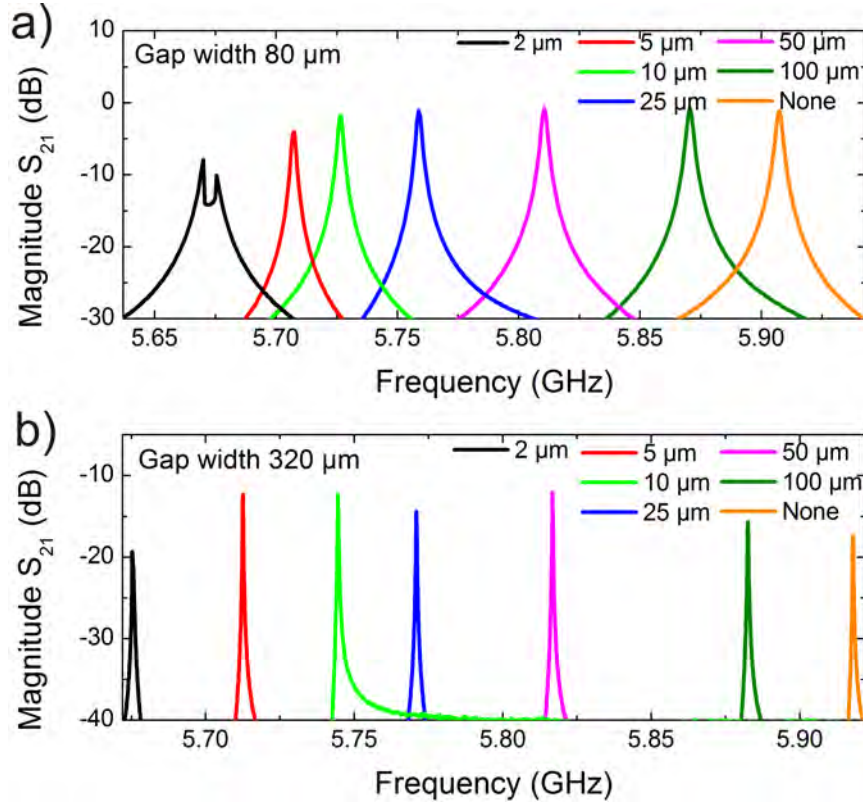 a)
Gap width 80 μm
2 μm
5 μm
50 μm
10 μm
100 μm
25 μm
None
10
0
-10
-20
-30
Magnitude S21 (dB)
5.65
5.70
5.75
5.80
5.85
5.90
Frequency (GHz)
b)
Gap width 320 μm
2 μm
5 μm
50 μm
10 μm
100 μm
25 μm
None
-10
-20
-30
-40
Magnitude S21 (dB)
5.70
5.75
5.80
5.85
5.90
Frequency (GHz)